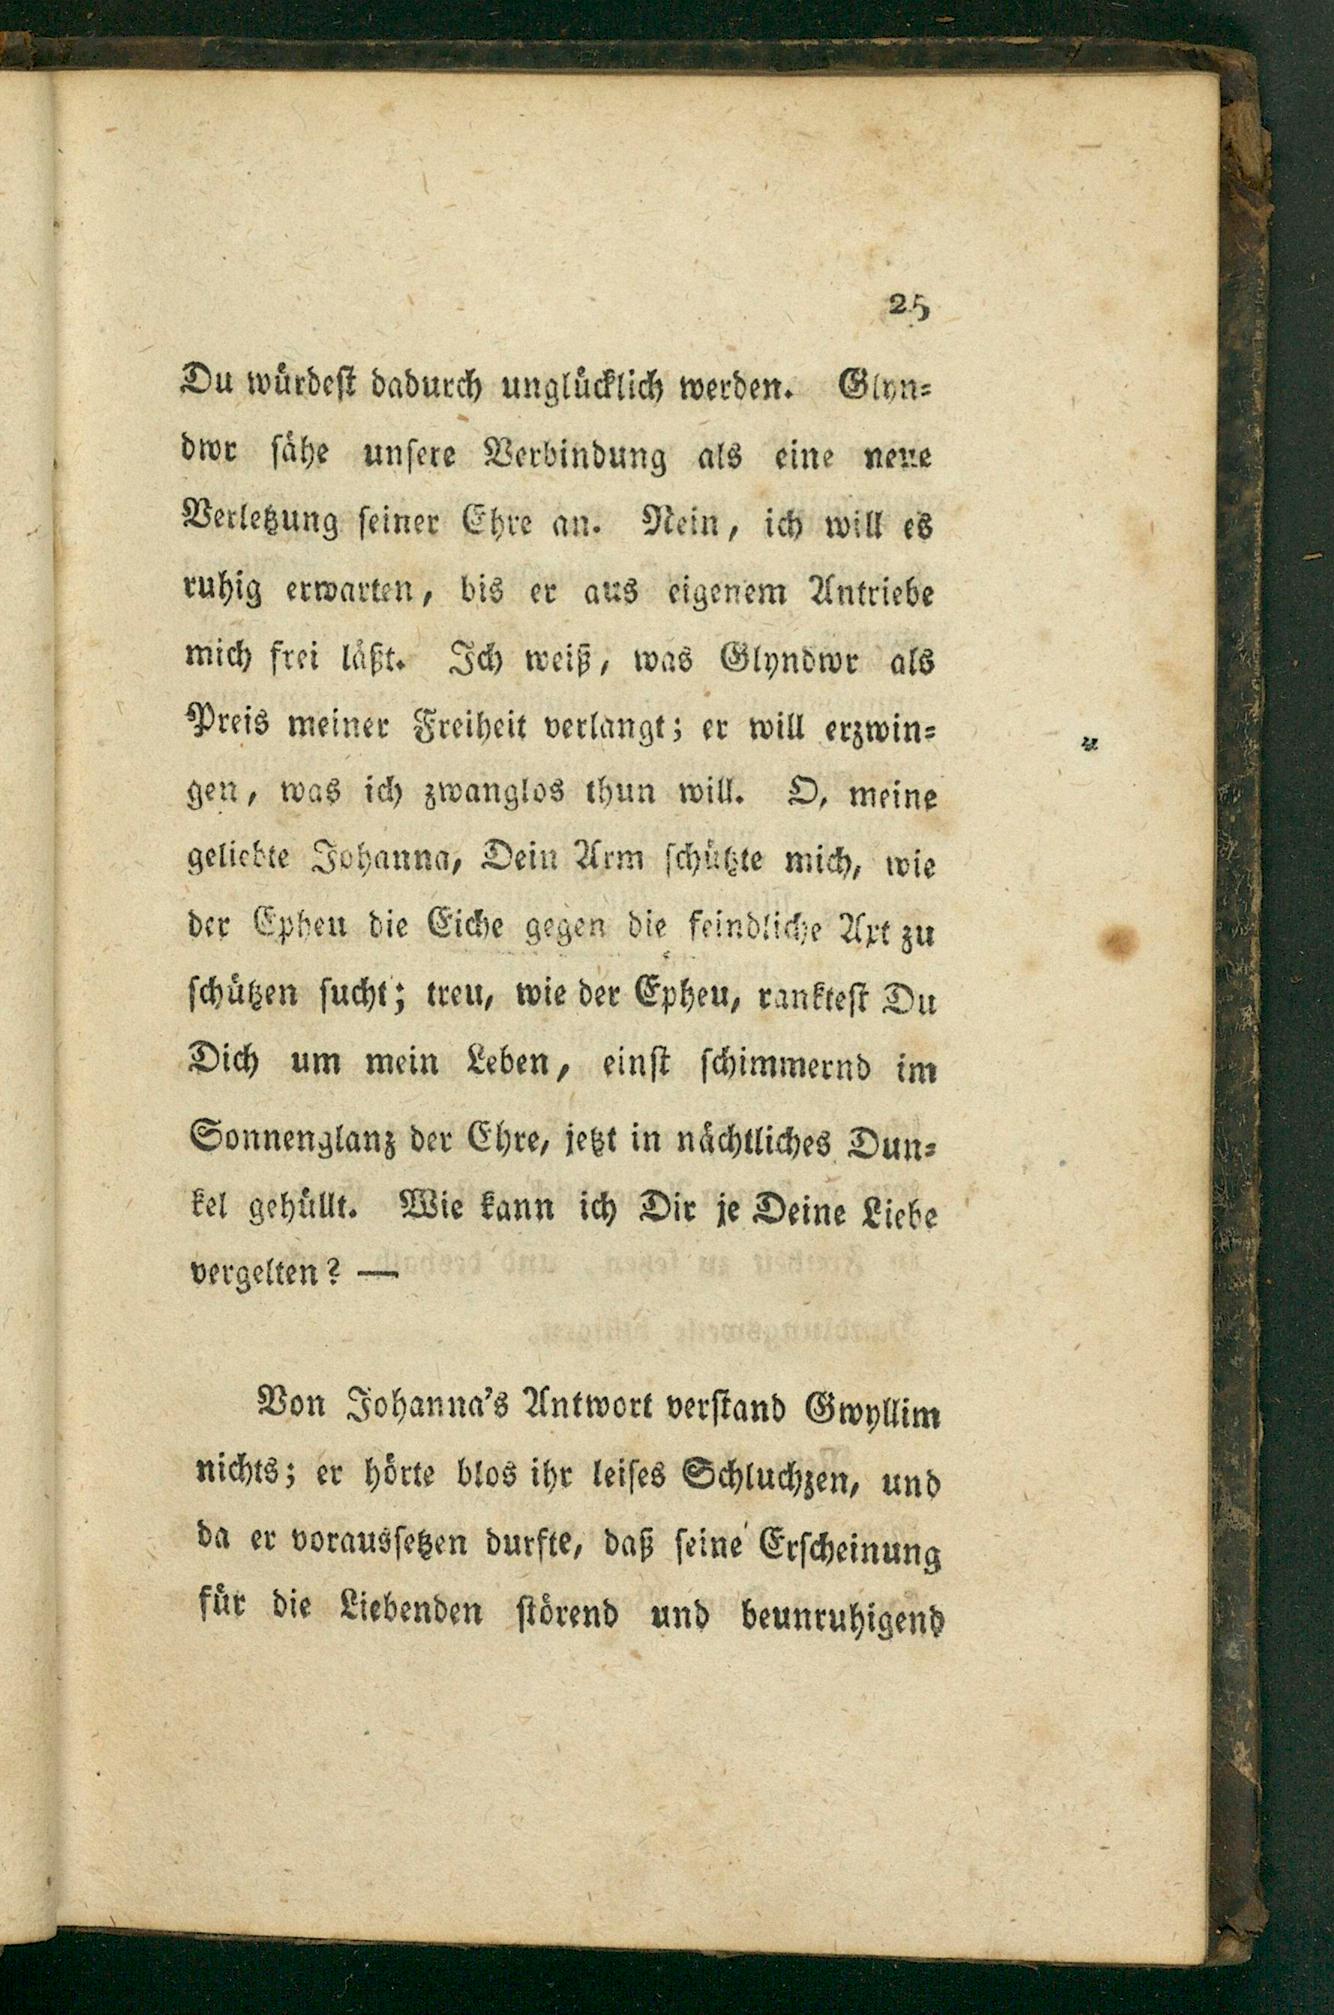 25
Du würdest dadurch unglücklich werden. Glyn-
dwr sähe unsere Verbindung als eine neue
Verletzung seiner Ehre an. Nein, ich will es
ruhig erwarten, bis er aus eigenem Antriebe
mich frei läßt. Ich weiß, was Glyndwr als
Preis meiner Freiheit verlangt; er will erzwin-
gen, was ich zwanglos thun will. O, meine
geliebte Johanna, Dein Arm schützte mich, wie
der Epheu die Eiche gegen die feindliche Axt zu
schützen sucht; treu, wie der Epheu, ranktest Du
Dich um mein Leben, einst schimmernd im
Sonnenglanz der Ehre, jetzt in nächtliches Dun-
kel gehüllt. Wie kann ich Dir je Deine Liebe
vergelten? —
Von Johanna's Antwort verstand Gwyllim
nichts; er hörte blos ihr leises Schluchzen, und
da er voraussetzen durfte, daß seine Erscheinung
für die Liebenden störend und beunruhigend